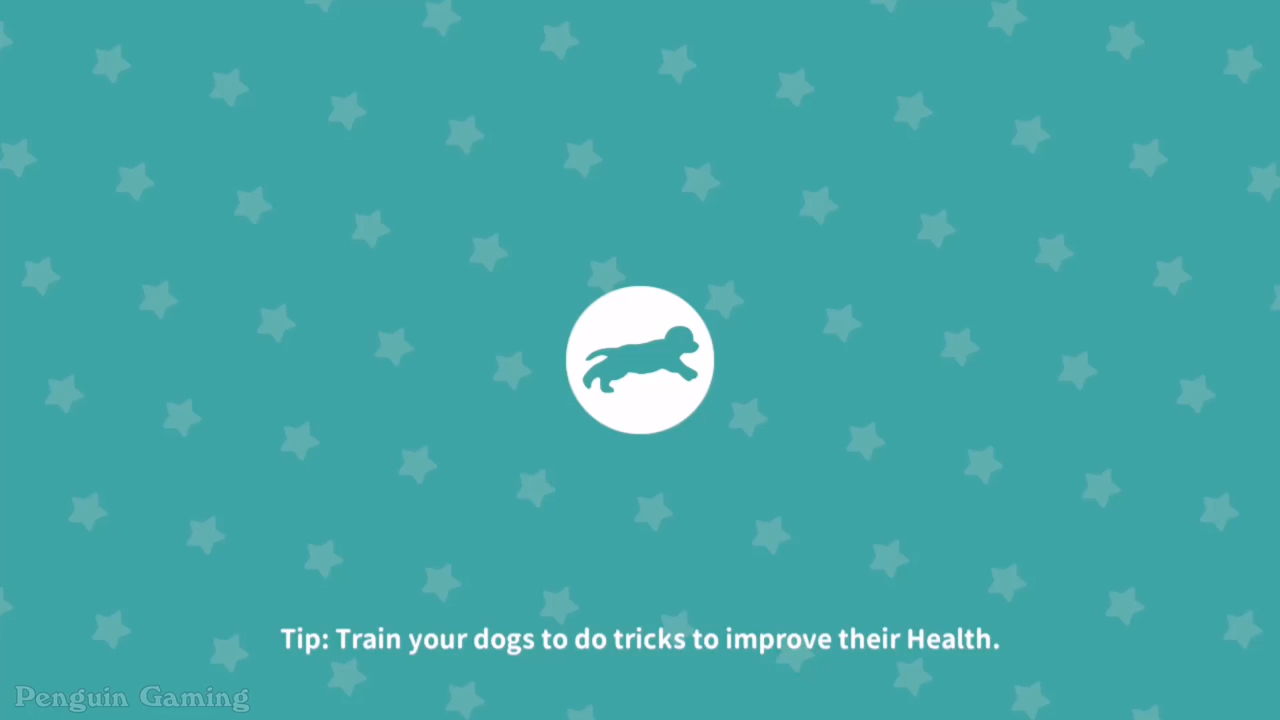 Tip: Train your dogs to do tricks to improve their Health.
Penguin Gaming